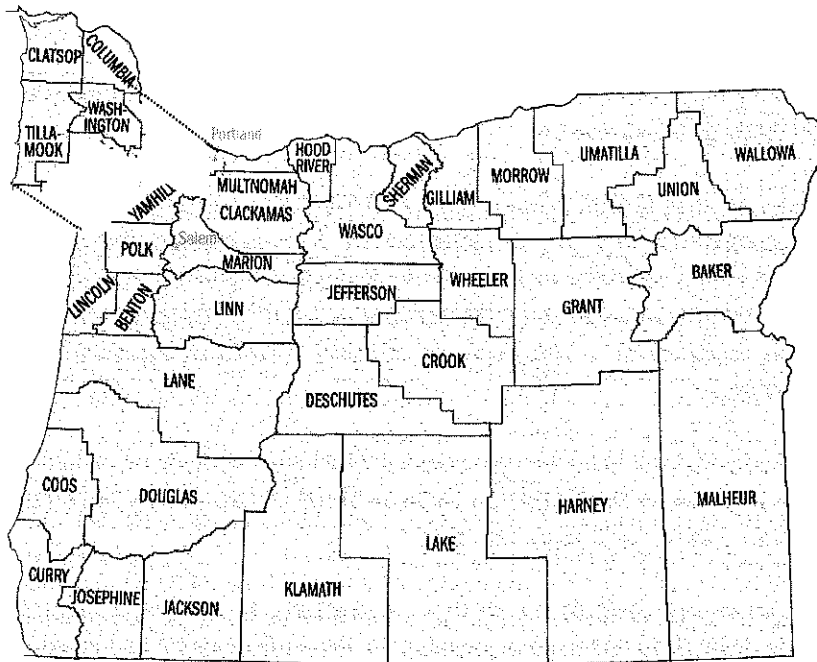 CLATSOP
COLUMBIA
TILLA-
MOOK
WASH-
INGTON
Portland
HOOD
RIVER
MULTNOMAH
CLACKAMAS
SHERMAN
GILLIAM
MORROW
UMATILLA
UNION
WALLOWA
YAMHILL
POLK
Salem
MARION
WASCO
LINCOLN
BENTON
LINN
JEFFERSON
WHEELER
GRANT
BAKER
LANE
DESCHUTES
CROOK
COOS
DOUGLAS
HARNEY
MALHEUR
LAKE
CURRY
JOSEPHINE
JACKSON
KLAMATH